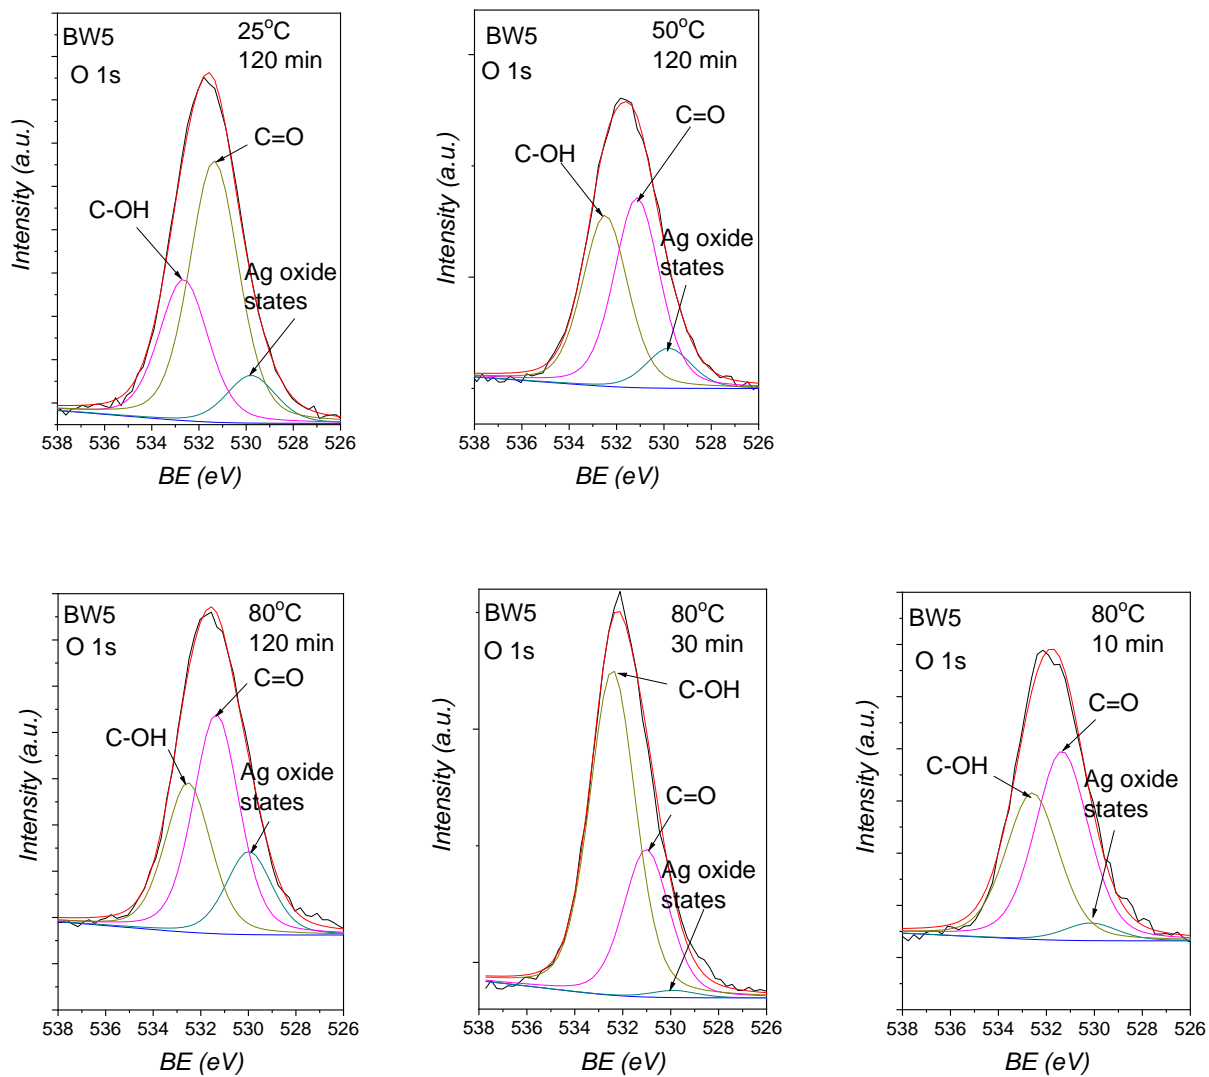 BW5
25°C
O 1s
120 min
C=O
C-OH
Ag oxide
states
Intensity (a.u.)
538 536 534 532 530 528 526
BE (eV)
BW5
50°C
O 1s
120 min
C=O
C-OH
Ag oxide
states
Intensity (a.u.)
538 536 534 532 530 528 526
BE (eV)
BW5
80°C
O 1s
120 min
C=O
C-OH
Ag oxide
states
Intensity (a.u.)
538 536 534 532 530 528 526
BE (eV)
BW5
80°C
O 1s
30 min
C-OH
C=O
Ag oxide
states
Intensity (a.u.)
538 536 534 532 530 528 526
BE (eV)
BW5
80°C
O 1s
10 min
C=O
C-OH
Ag oxide
states
Intensity (a.u.)
538 536 534 532 530 528 526
BE (eV)